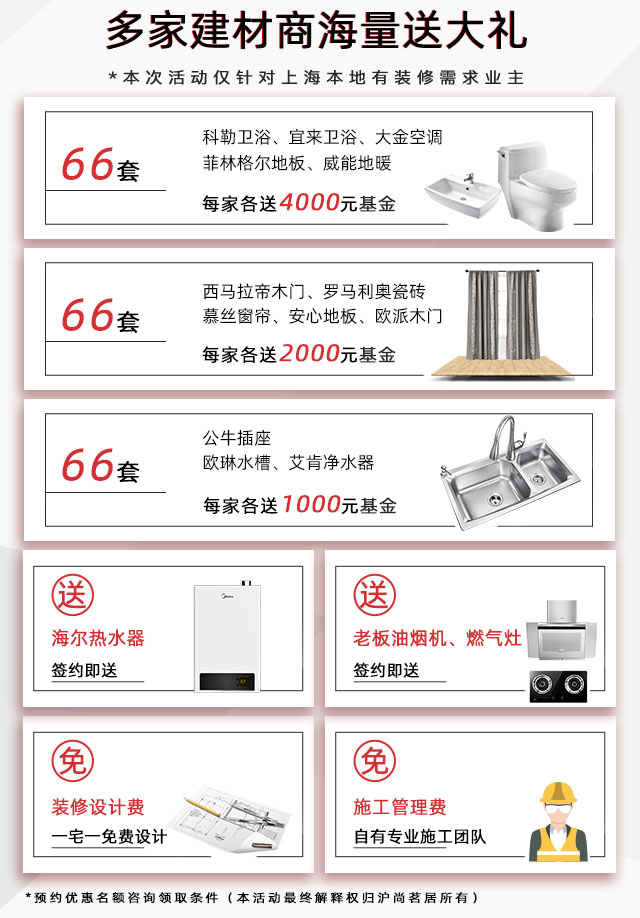 多家建材商海量送大礼
*本次活动仅针对上海本地有装修需求业主
66套
科勒卫浴、宜来卫浴、大金空调
菲林格尔地板、威能地暖
每家各送4000元基金
66套
西马拉帝木门、罗马利奥瓷砖
慕丝窗帘、安心地板、欧派木门
每家各送2000元基金
66套
公牛插座
欧琳水槽、艾肯净水器
每家各送1000元基金
送
海尔热水器
签约即送
Midea
送
老板油烟机、燃气灶
签约即送
免
装修设计费
一宅一免费设计
免
施工管理费
自有专业施工团队
*预约优惠名额咨询领取条件（本活动最终解释权归沪尚茗居所有）